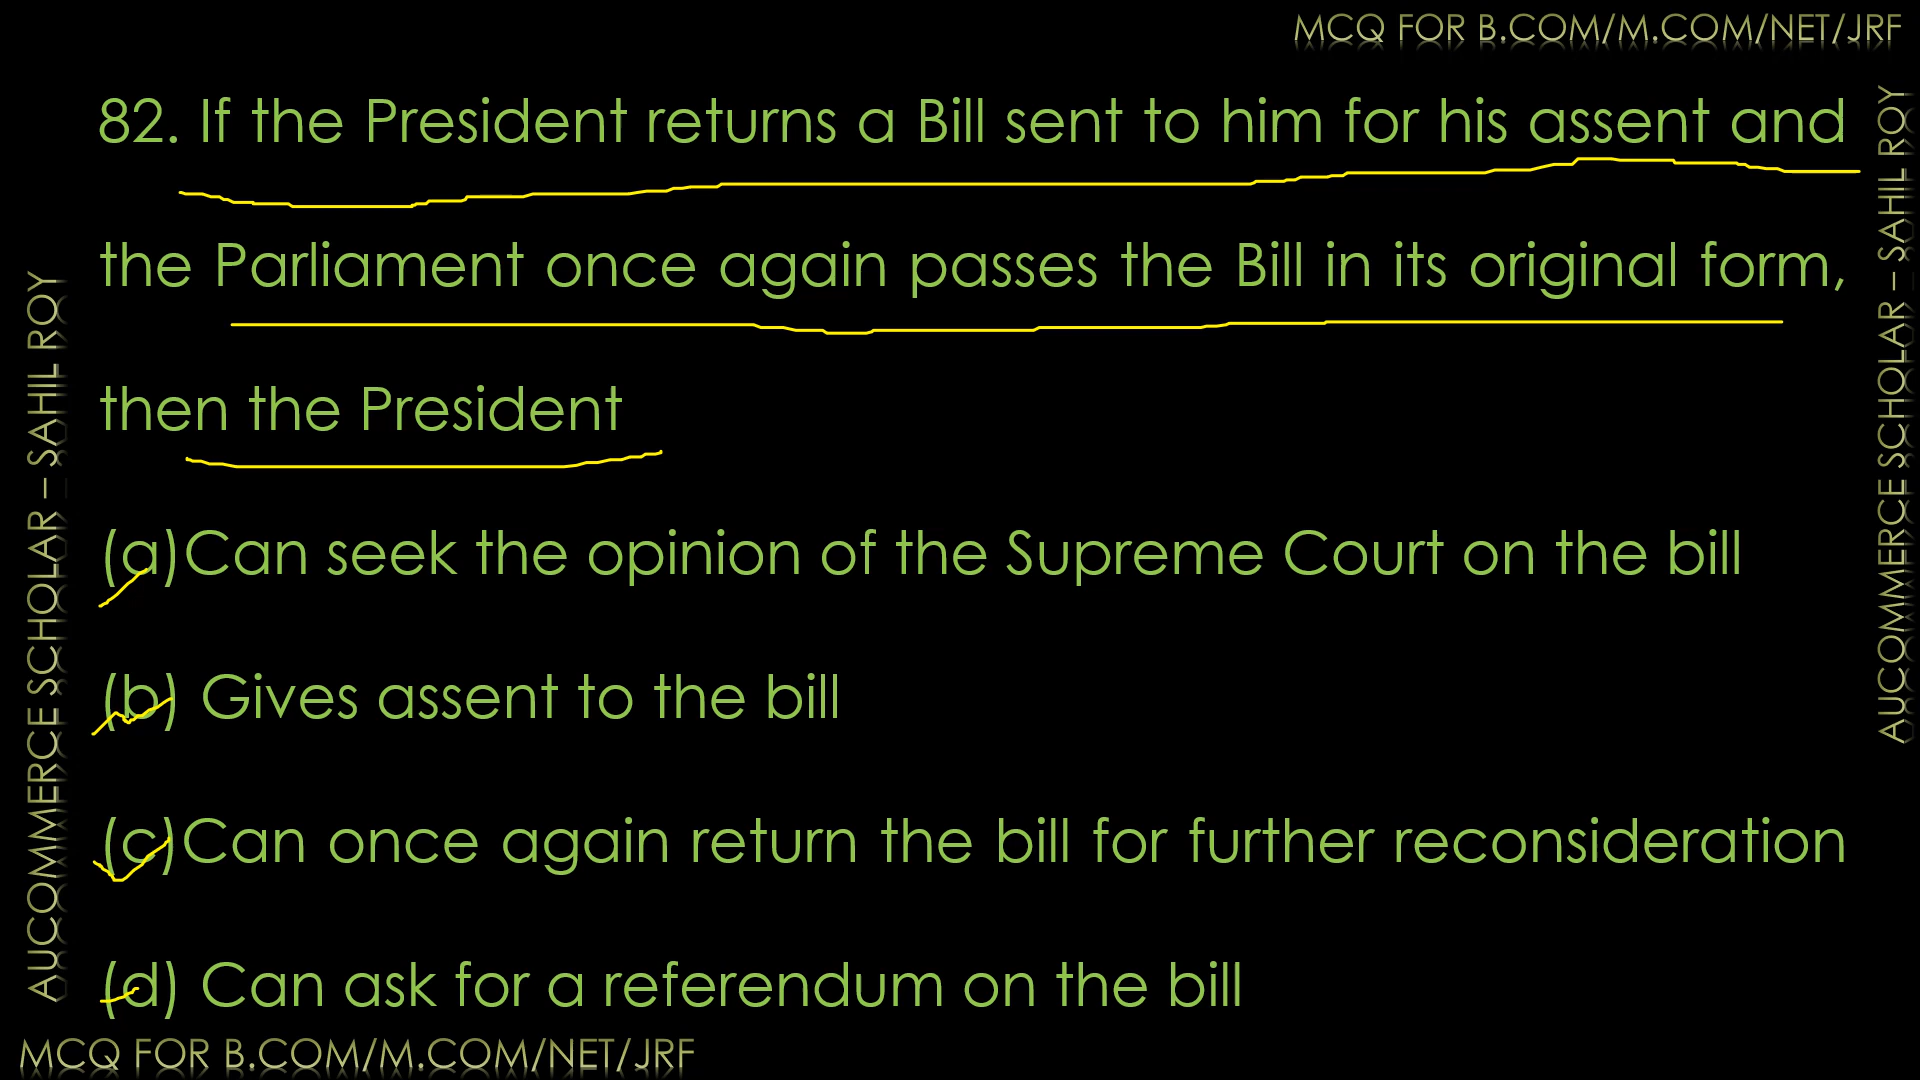 MCQ FOR B.COM/M.COM/NET/JRF
82. If the President returns a Bill sent to him for his assent and
the Parliament once again passes the Bill in its original form,
then the President
(a)Can seek the opinion of the Supreme Court on the bill
(b) Gives assent to the bill
(c)Can once again return the bill for further reconsideration
(d) Can ask for a referendum on the bill
AUCOMMERCE SCHOLAR – SAHIL ROY
AUCOMMERCE SCHOLAR – SAHIL ROY
MCQ FOR B.COM/M.COM/NET/JRF